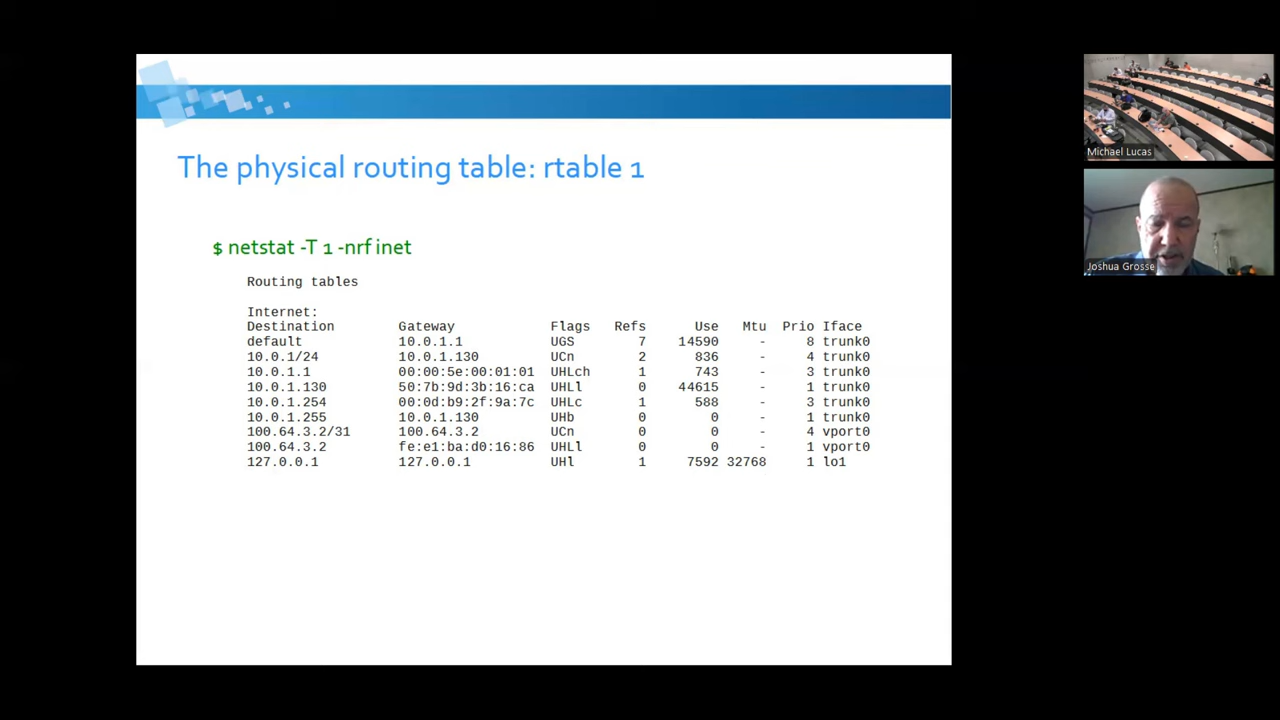 The physical routing table: rtable 1
$ netstat -T 1 -nrf inet
Routing tables
Internet:
Destination Gateway Flags Refs Use Mtu Prio Iface
default 10.0.1.1 UGS 7 14590 - 8 trunk0
10.0.1/24 10.0.1.130 UCn 2 836 - 4 trunk0
10.0.1.1 00:00:5e:00:01:01 UHLch 1 743 - 3 trunk0
10.0.1.130 50:7b:9d:3b:16:ca UHLl 0 44615 - 1 trunk0
10.0.1.254 00:0d:b9:2f:9a:7c UHLc 1 588 - 3 trunk0
10.0.1.255 10.0.1.130 UHb 0 0 - 1 trunk0
100.64.3.2/31 100.64.3.2 UCn 0 0 - 4 vport0
100.64.3.2 fe:e1:ba:d0:16:86 UHLl 0 0 - 1 vport0
127.0.0.1 127.0.0.1 UHl 1 7592 32768 1 lo1
Michael Lucas
Joshua Grosse